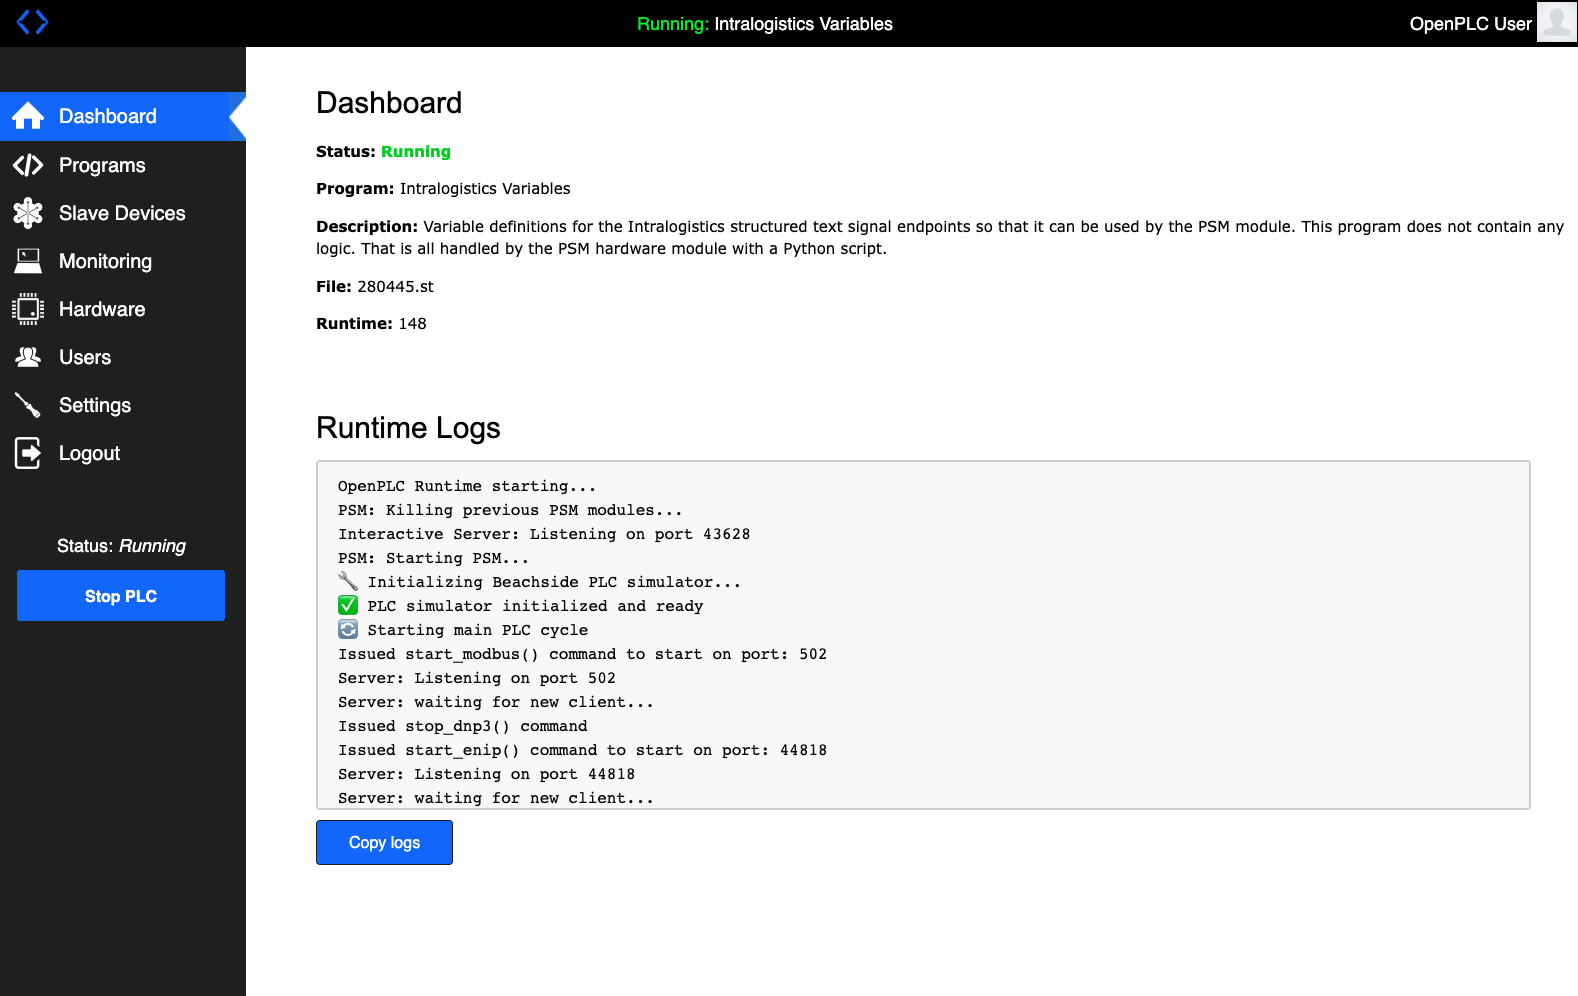 Running: Intralogistics Variables
OpenPLC User
Dashboard
Programs
Slave Devices
Monitoring
Hardware
Users
Settings
Logout
Status: Running
Stop PLC
Dashboard
Status: Running
Program: Intralogistics Variables
Description: Variable definitions for the Intralogistics structured text signal endpoints so that it can be used by the PSM module. This program does not contain any
logic. That is all handled by the PSM hardware module with a Python script.
File: 280445.st
Runtime: 148
Runtime Logs
OpenPLC Runtime starting...
PSM: Killing previous PSM modules...
Interactive Server: Listening on port 43628
PSM: Starting PSM...
🔧 Initializing Beachside PLC simulator...
✅ PLC simulator initialized and ready
🔄 Starting main PLC cycle
Issued start_modbus() command to start on port: 502
Server: Listening on port 502
Server: waiting for new client...
Issued stop_dnp3() command
Issued start_enip() command to start on port: 44818
Server: Listening on port 44818
Server: waiting for new client...
Copy logs